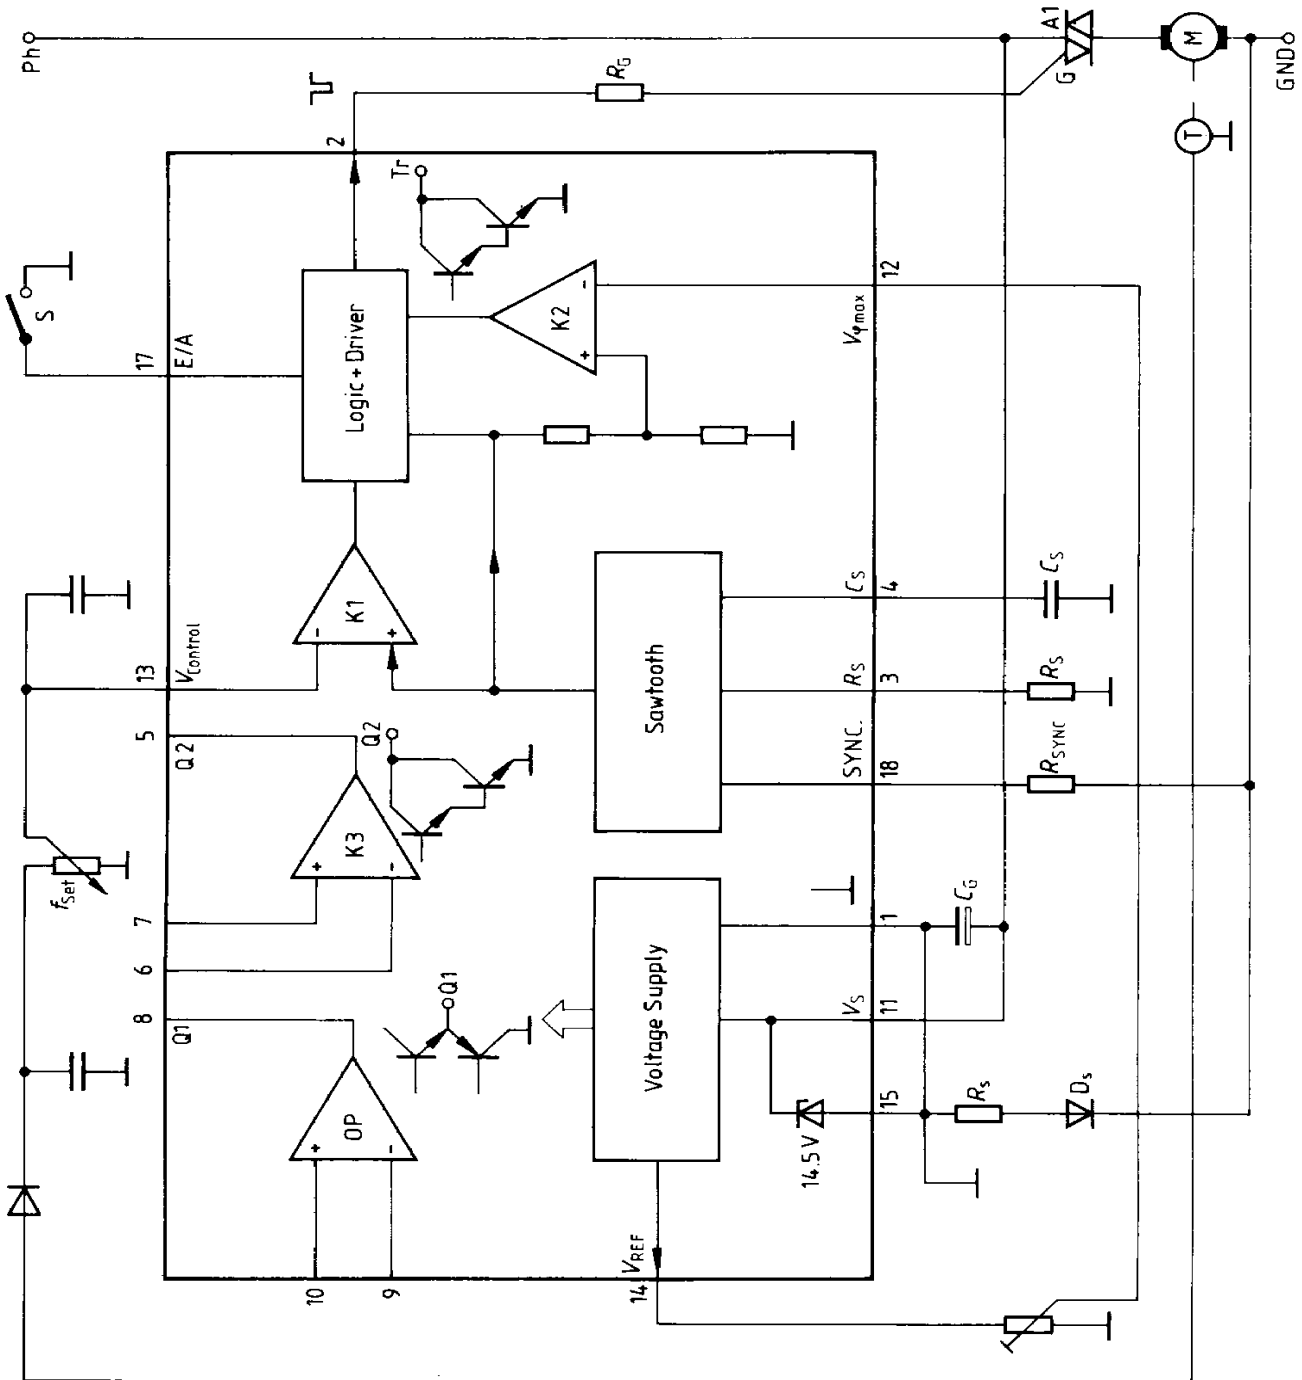 Ph
S
2
17
E/A
Tr
R_G
G
A1
M
T
GND
Logic + Driver
K2
12
V_φmax
13
V_Control
K1
5
Q2
Q2
K3
f_Set
7
6
8
Q1
Q1
OP
10
9
Sawtooth
C_S
4
C_S
R_S
3
R_S
SYNC.
18
R_SYNC
Voltage Supply
1
C_G
V_S
11
14.5 V
15
R_s
D_s
V_REF
14